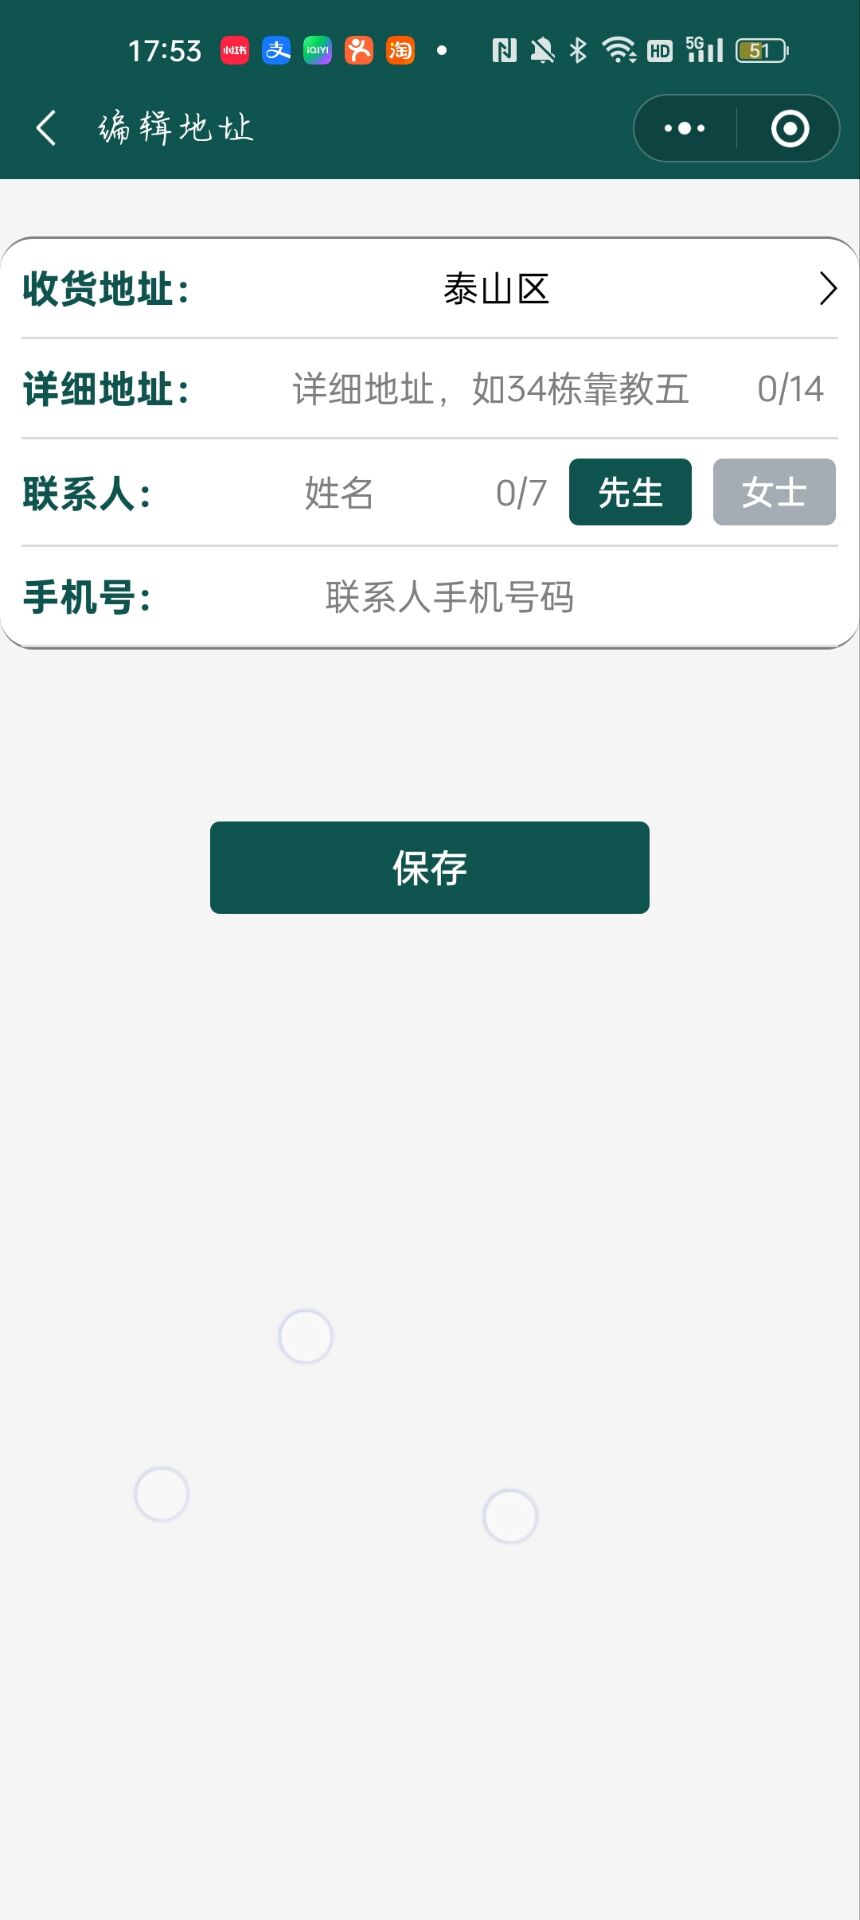 17:53 小红书 支 iQIYI 淘 HD 5G 51
编辑地址
收货地址： 泰山区
详细地址： 详细地址，如34栋靠教五 0/14
联系人： 姓名 0/7 先生 女士
手机号： 联系人手机号码
保存